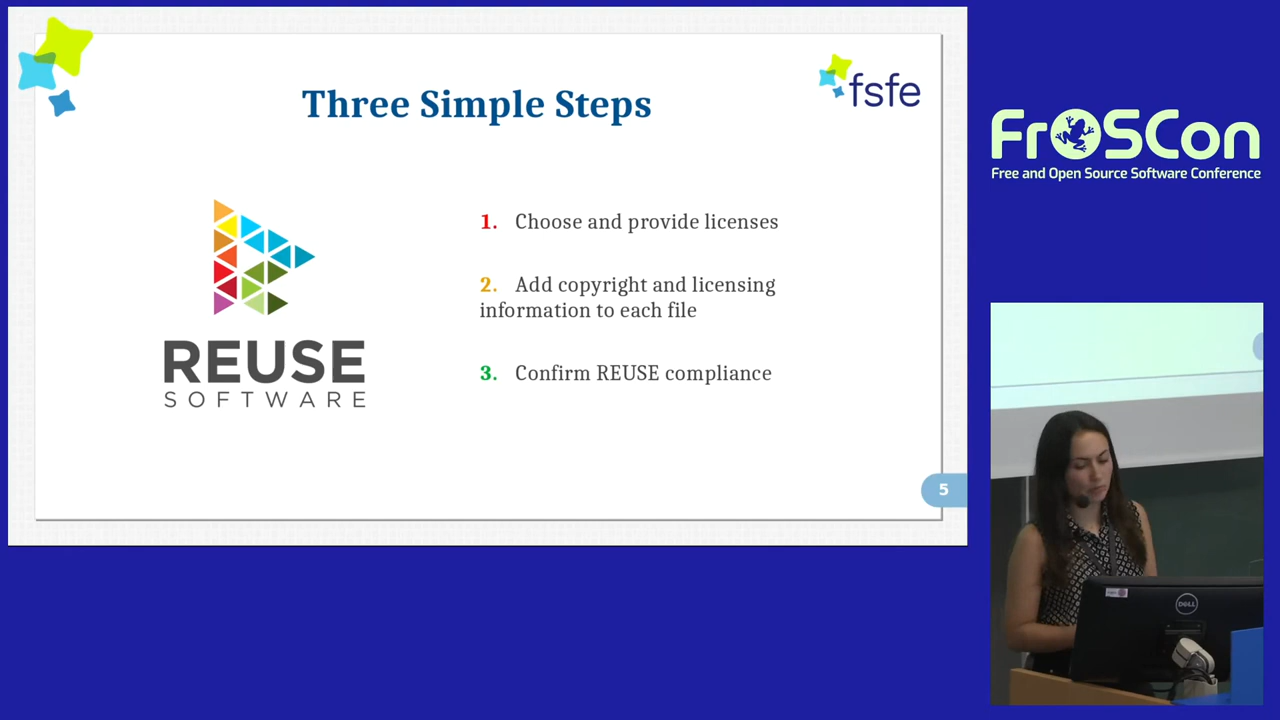 Three Simple Steps
fsfe
1. Choose and provide licenses
2. Add copyright and licensing
information to each file
3. Confirm REUSE compliance
REUSE
SOFTWARE
5
FrOSCon
Free and Open Source Software Conference
DELL